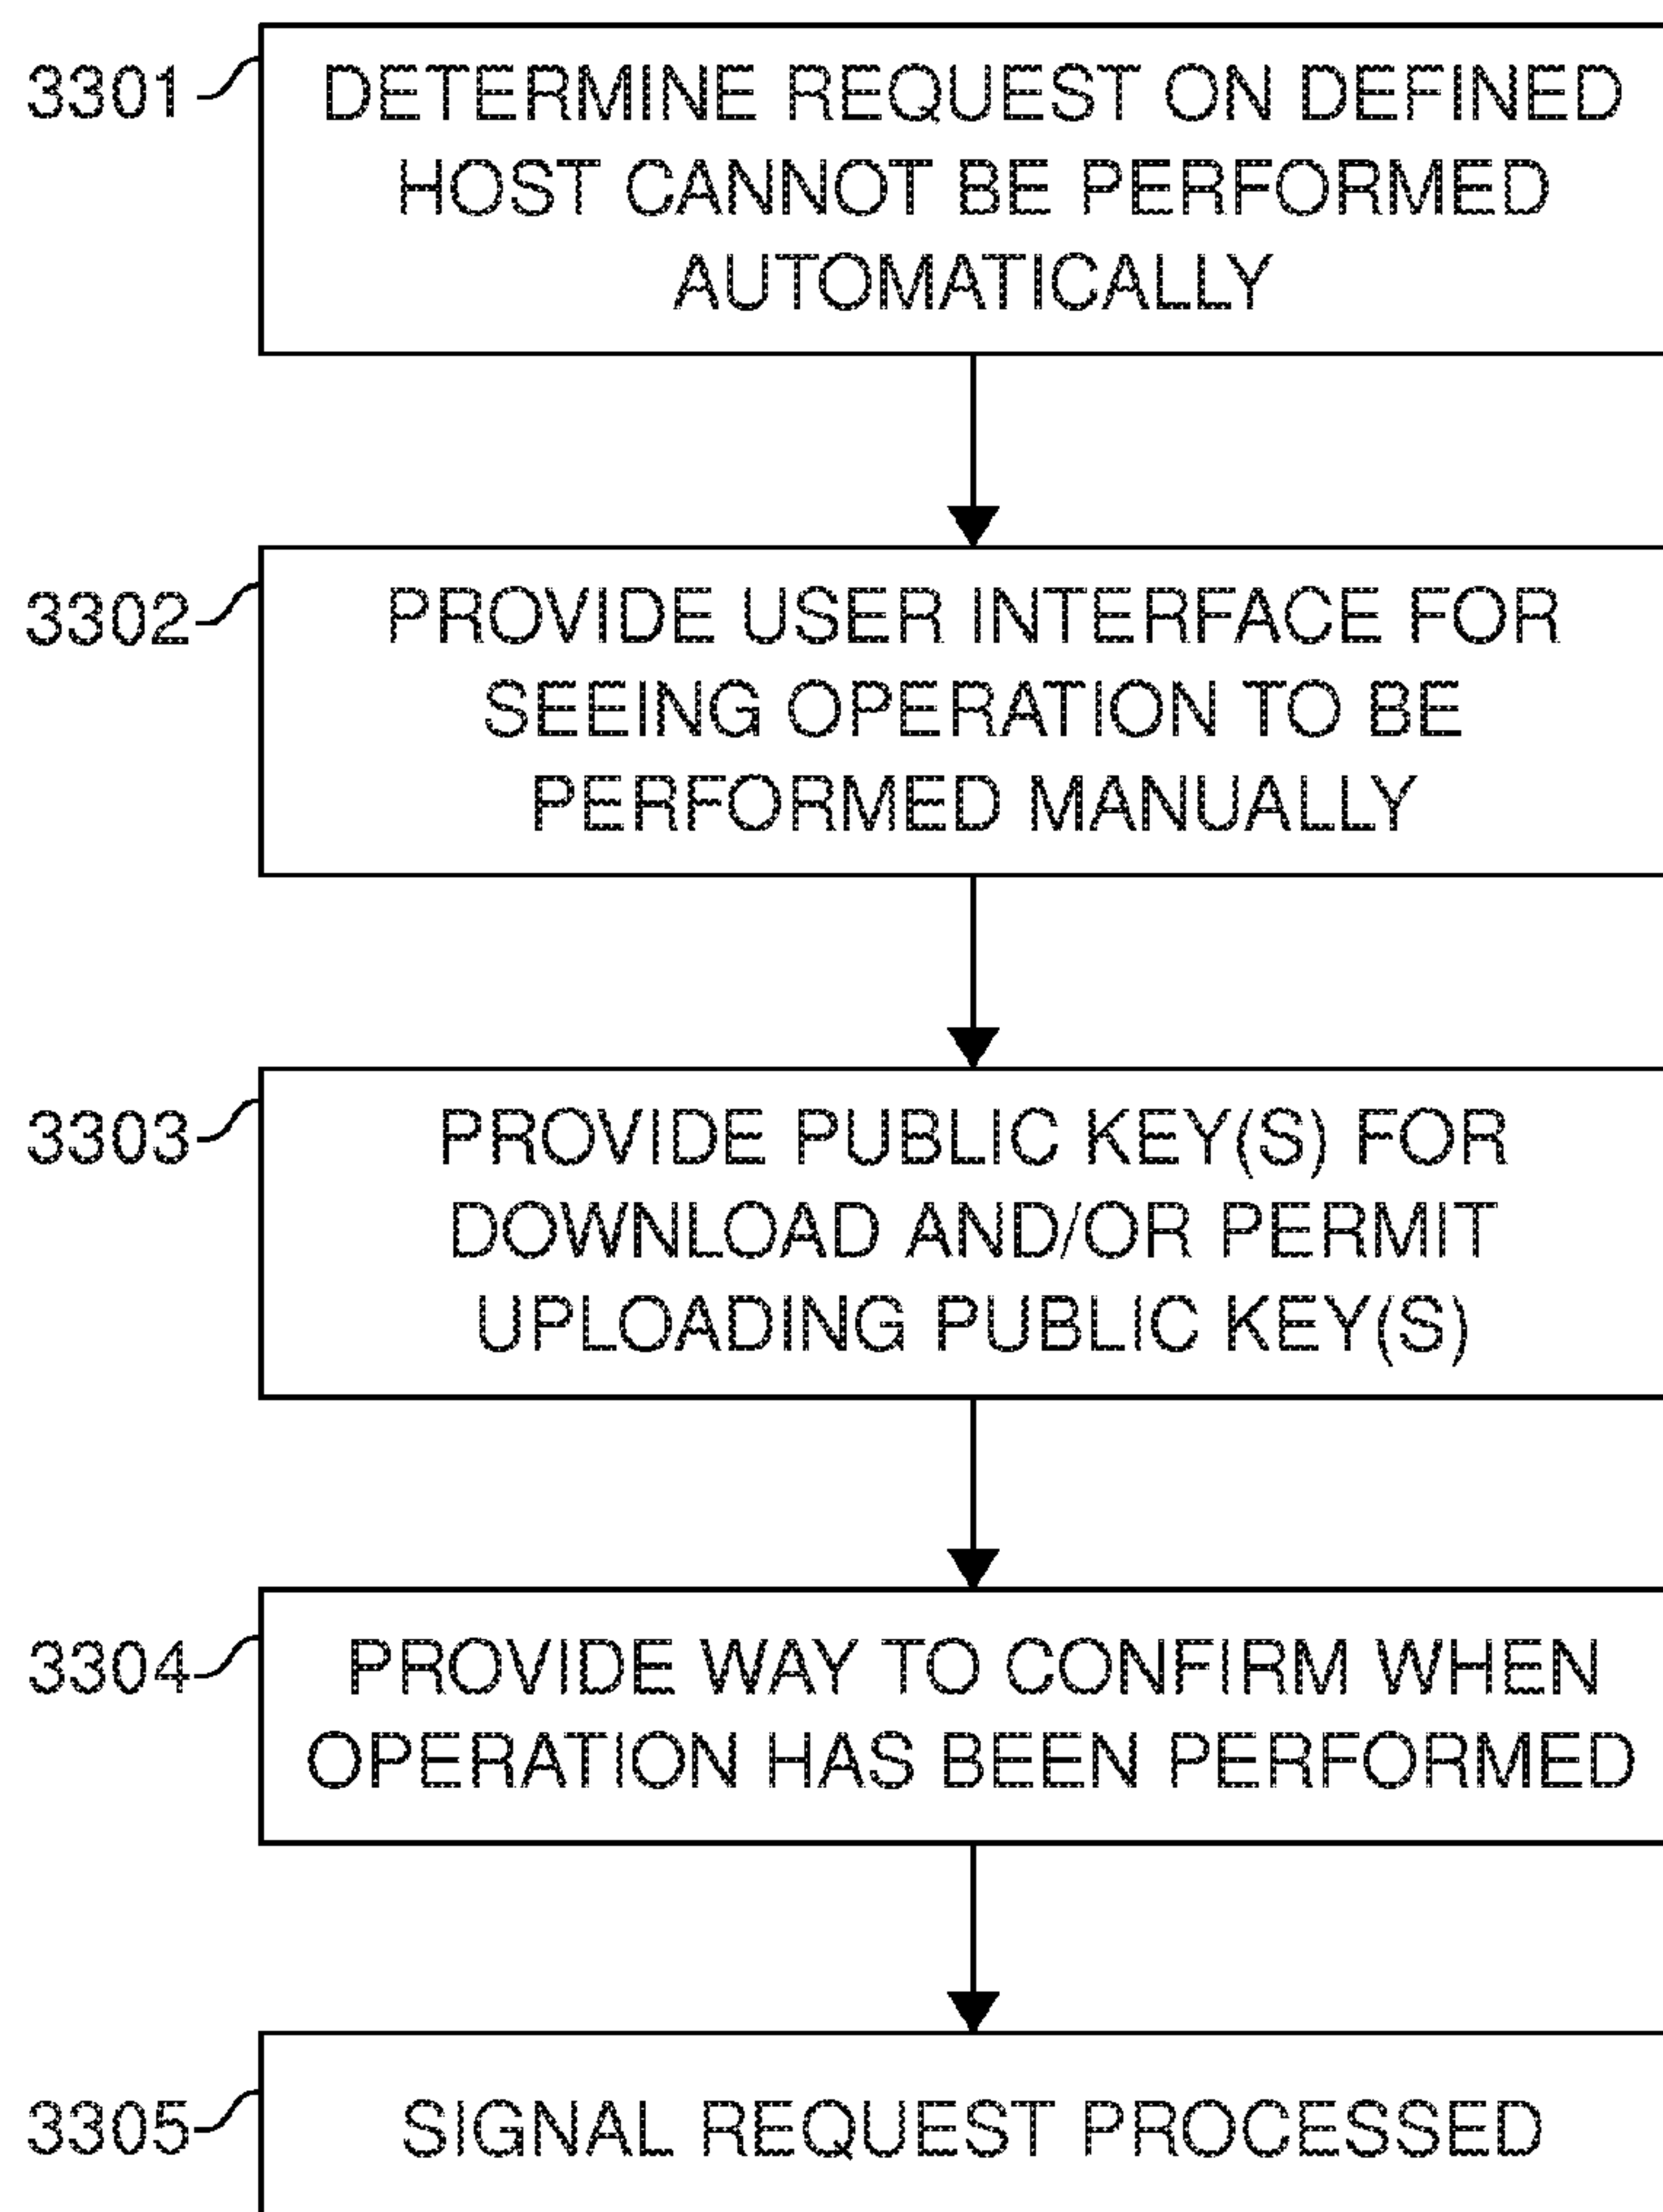 3301
DETERMINE REQUEST ON DEFINED
HOST CANNOT BE PERFORMED
AUTOMATICALLY
3302
PROVIDE USER INTERFACE FOR
SEEING OPERATION TO BE
PERFORMED MANUALLY
3303
PROVIDE PUBLIC KEY(S) FOR
DOWNLOAD AND/OR PERMIT
UPLOADING PUBLIC KEY(S)
3304
PROVIDE WAY TO CONFIRM WHEN
OPERATION HAS BEEN PERFORMED
3305
SIGNAL REQUEST PROCESSED